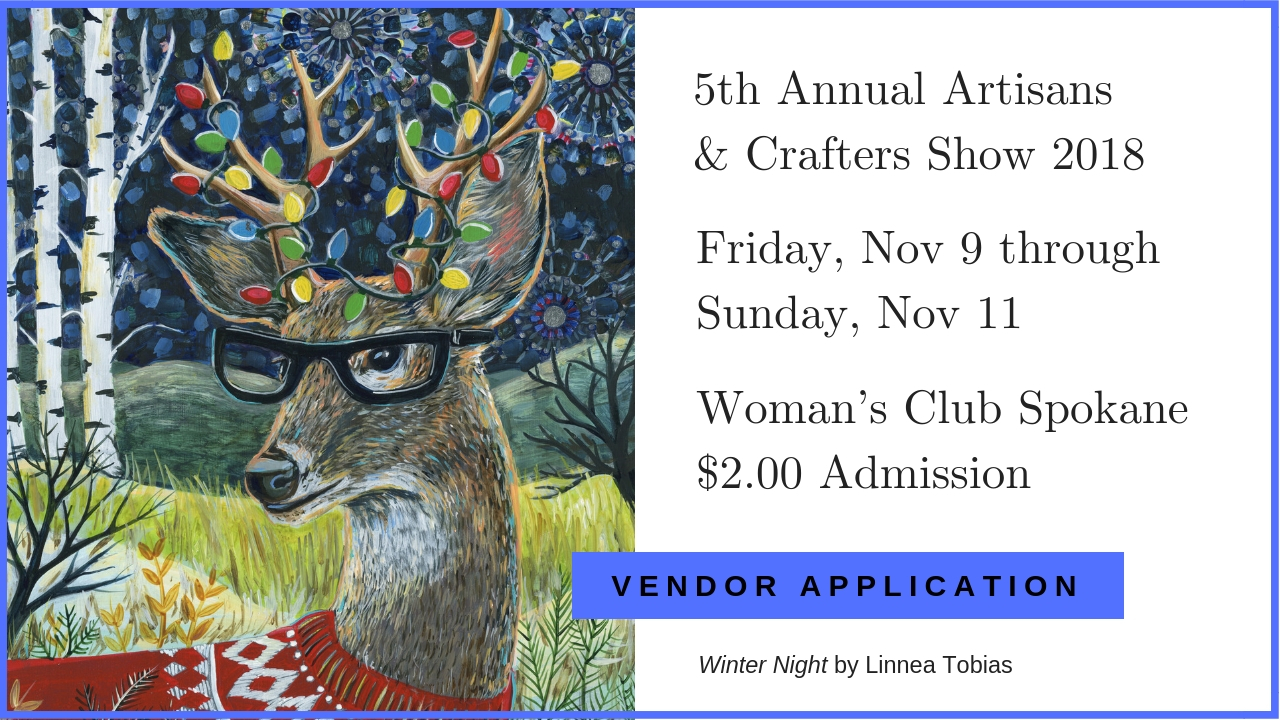 5th Annual Artisans
& Crafters Show 2018
Friday, Nov 9 through
Sunday, Nov 11
Woman’s Club Spokane
$2.00 Admission
VENDOR APPLICATION
Winter Night by Linnea Tobias